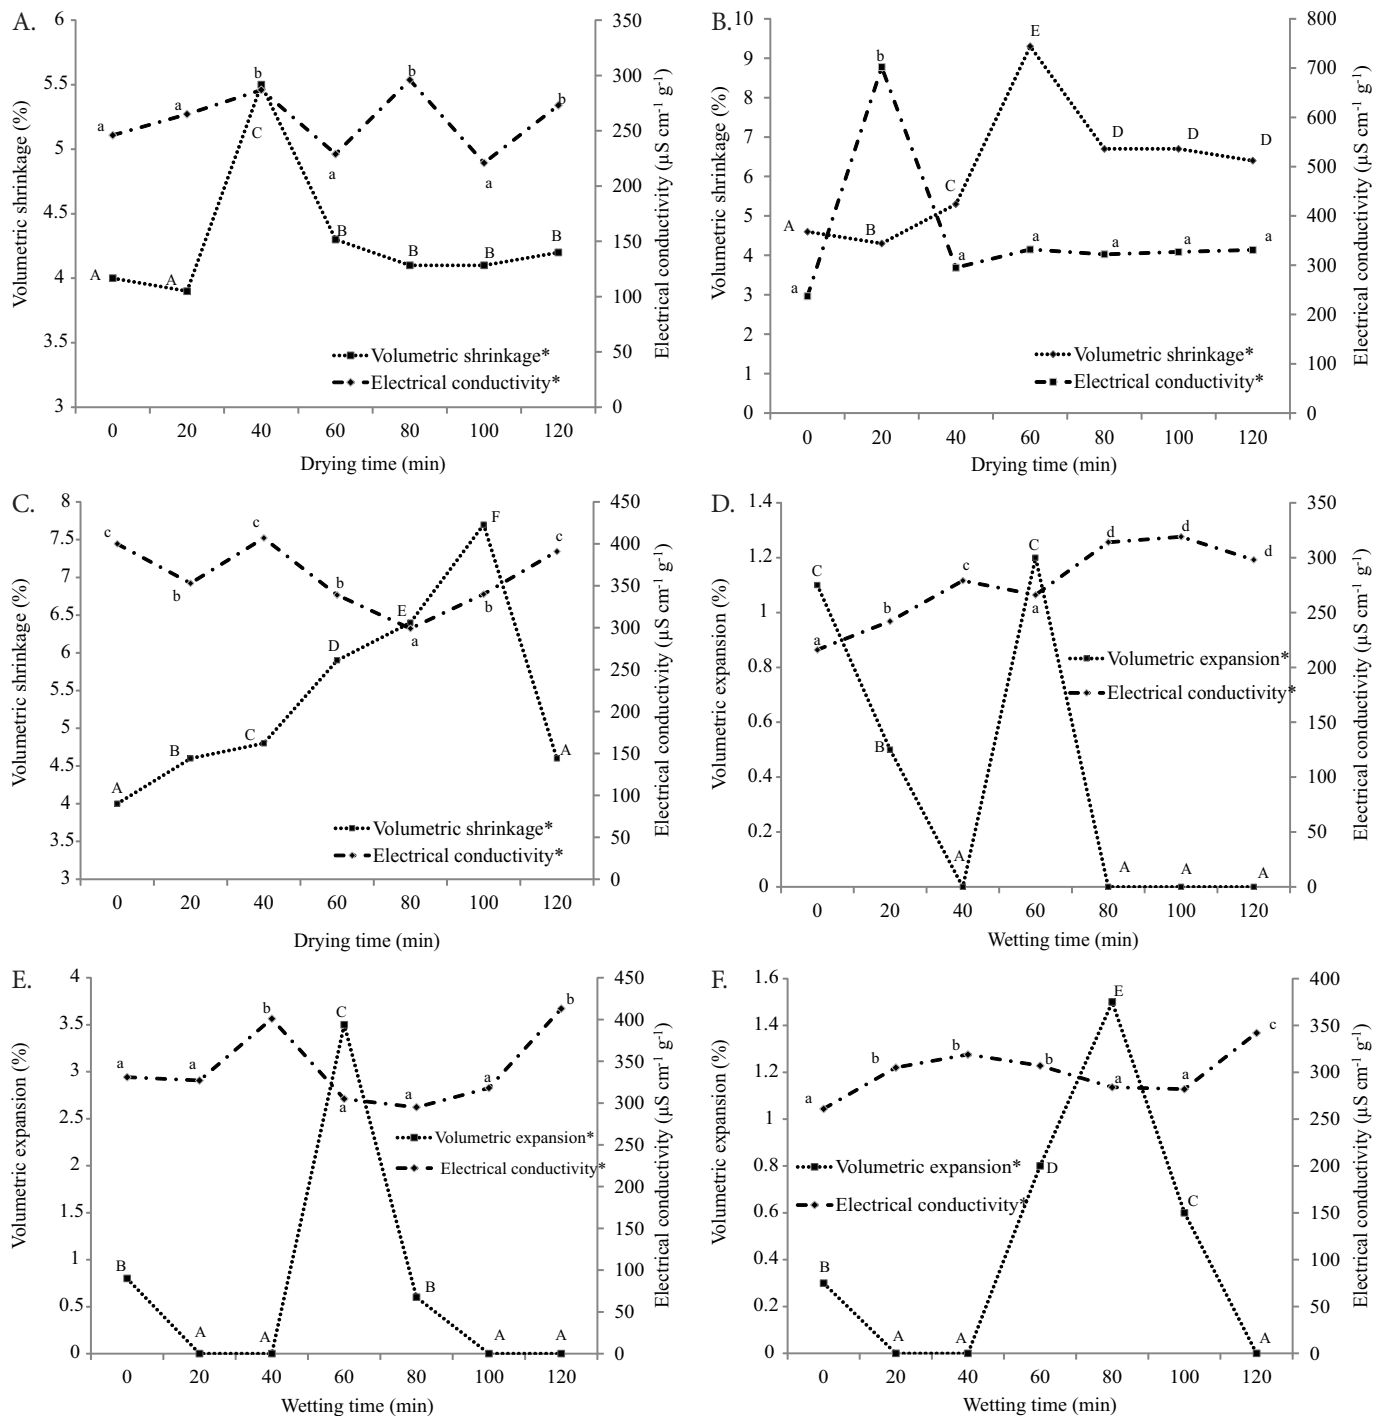 A.
Volumetric shrinkage (%)
6
5.5
5
4.5
4
3.5
3
350
300
250
200
150
100
50
0
Electrical conductivity (µS cm-1 g-1)
a
a
b
a
b
a
b
A
A
C
B
B
B
B
Volumetric shrinkage*
Electrical conductivity*
0 20 40 60 80 100 120
Drying time (min)
B.
Volumetric shrinkage (%)
10
9
8
7
6
5
4
3
2
1
0
800
700
600
500
400
300
200
100
0
Electrical conductivity (µS cm-1 g-1)
A
B
C
E
D
D
D
a
b
a
a
a
a
a
Volumetric shrinkage*
Electrical conductivity*
0 20 40 60 80 100 120
Drying time (min)
C.
Volumetric shrinkage (%)
8
7.5
7
6.5
6
5.5
5
4.5
4
3.5
3
450
400
350
300
250
200
150
100
50
0
Electrical conductivity (µS cm-1 g-1)
c
b
c
b
a
b
c
A
B
C
D
E
F
A
Volumetric shrinkage*
Electrical conductivity*
0 20 40 60 80 100 120
Drying time (min)
D.
Volumetric expansion (%)
1.4
1.2
1
0.8
0.6
0.4
0.2
0
350
300
250
200
150
100
50
0
Electrical conductivity (µS cm-1 g-1)
C
B
A
C
A
A
A
a
b
c
a
d
d
d
Volumetric expansion*
Electrical conductivity*
0 20 40 60 80 100 120
Wetting time (min)
E.
Volumetric expansion (%)
4
3.5
3
2.5
2
1.5
1
0.5
0
450
400
350
300
250
200
150
100
50
0
Electrical conductivity (µS cm-1 g-1)
a
a
b
a
a
a
b
B
A
A
C
B
A
A
Volumetric expansion*
Electrical conductivity*
0 20 40 60 80 100 120
Wetting time (min)
F.
Volumetric expansion (%)
1.6
1.4
1.2
1
0.8
0.6
0.4
0.2
0
400
350
300
250
200
150
100
50
0
Electrical conductivity (µS cm-1 g-1)
a
b
b
b
a
a
c
B
A
A
D
E
C
A
Volumetric expansion*
Electrical conductivity*
0 20 40 60 80 100 120
Wetting time (min)